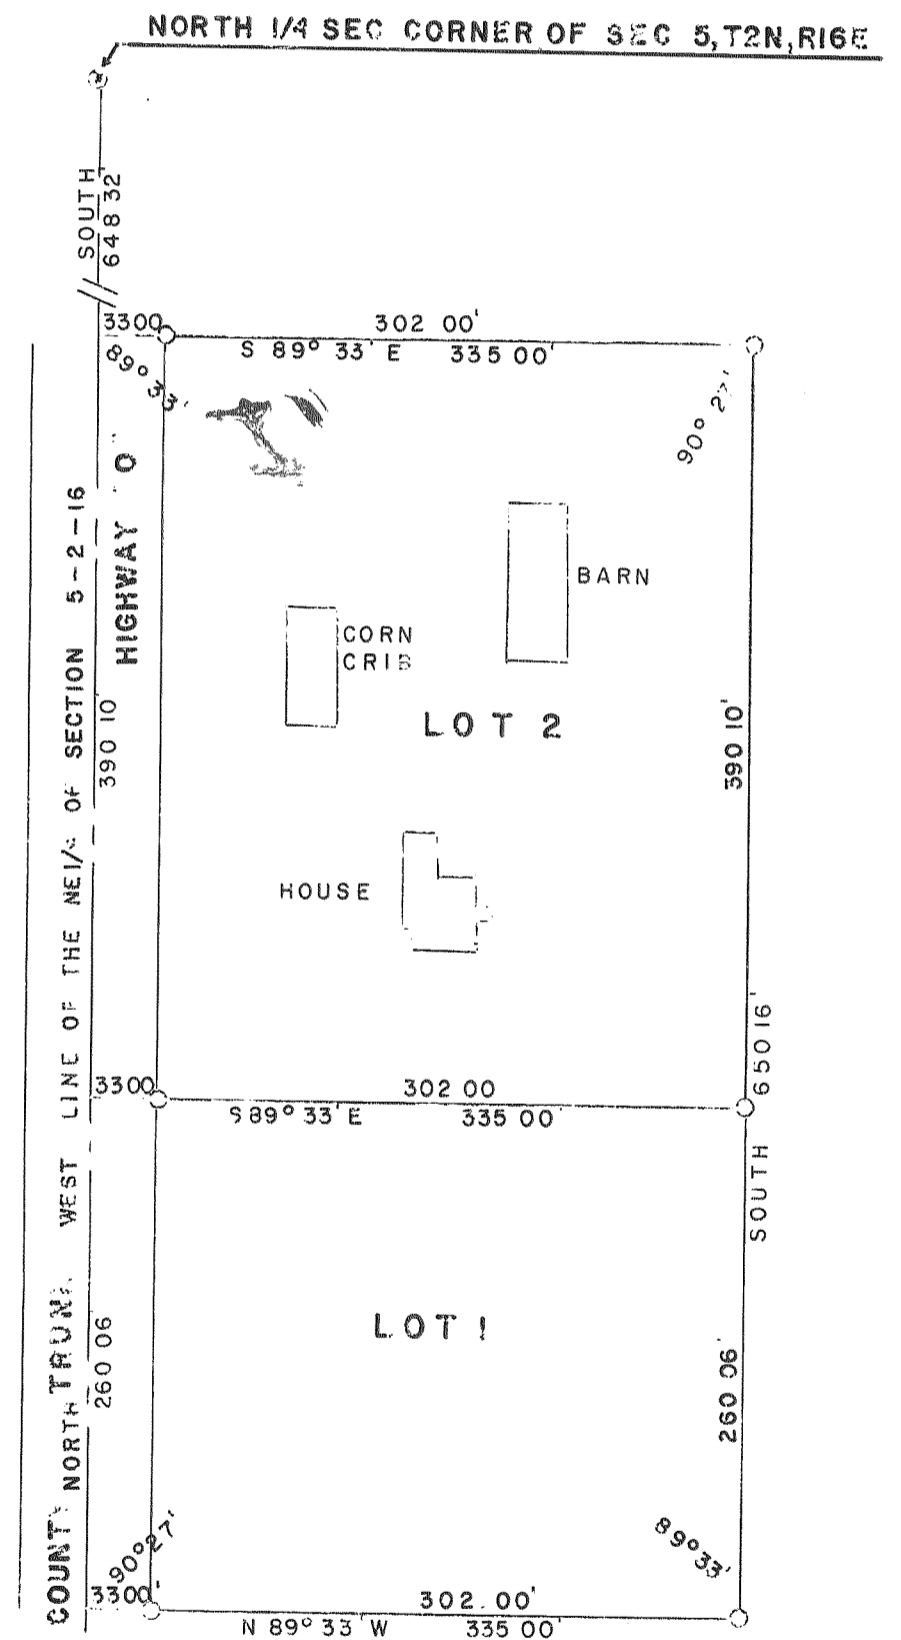 NORTH 1/4 SEC CORNER OF SEC 5, T2N, R16E
SOUTH
648 32'
33 00
302 00'
S 89° 33' E 335 00'
89° 33'
90° 27'
HIGHWAY "O"
BARN
CORN
CRIB
LOT 2
390 10'
390 10'
HOUSE
WEST LINE OF THE NE 1/4 OF SECTION 5-2-16
33 00'
302 00
S 89° 33' E 335 00'
SOUTH 650 16'
LOT 1
260 06'
260 06'
COUNTY TRUNK
NORTH
90° 27'
89° 33'
33 00'
302.00'
N 89° 33' W 335 00'